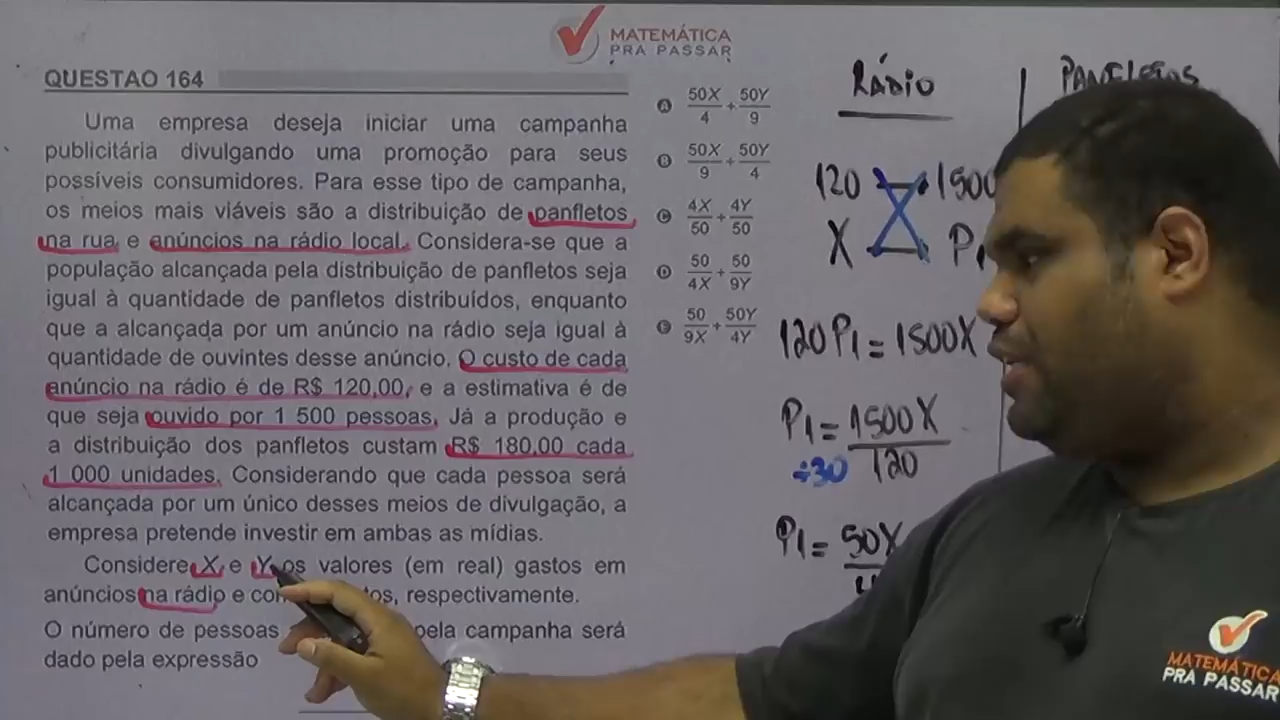 MATEMÁTICA
PRA PASSAR
QUESTAO 164
Uma empresa deseja iniciar uma campanha
publicitária divulgando uma promoção para seus
possíveis consumidores. Para esse tipo de campanha,
os meios mais viáveis são a distribuição de panfletos
na rua e anúncios na rádio local. Considera-se que a
população alcançada pela distribuição de panfletos seja
igual à quantidade de panfletos distribuídos, enquanto
que a alcançada por um anúncio na rádio seja igual à
quantidade de ouvintes desse anúncio. O custo de cada
anúncio na rádio é de R$ 120,00, e a estimativa é de
que seja ouvido por 1 500 pessoas. Já a produção e
a distribuição dos panfletos custam R$ 180,00 cada
1 000 unidades. Considerando que cada pessoa será
alcançada por um único desses meios de divulgação, a
empresa pretende investir em ambas as mídias.
Considere X e Y os valores (em real) gastos em
anúncios na rádio e respectivamente.
O número de pessoas pela campanha será
dado pela expressão
A 50X/4 + 50Y/9
B 50X/9 + 50Y/4
C 4X/50 + 4Y/50
D 50/4X + 50/9Y
E 50/9X + 50Y/4Y
RÁDIO
120 1500
X P1
120P1 = 1500X
P1 = 1500X/120
÷30
P1 = 50X
PANFLETOS
MATEMÁTICA
PRA PASSAR